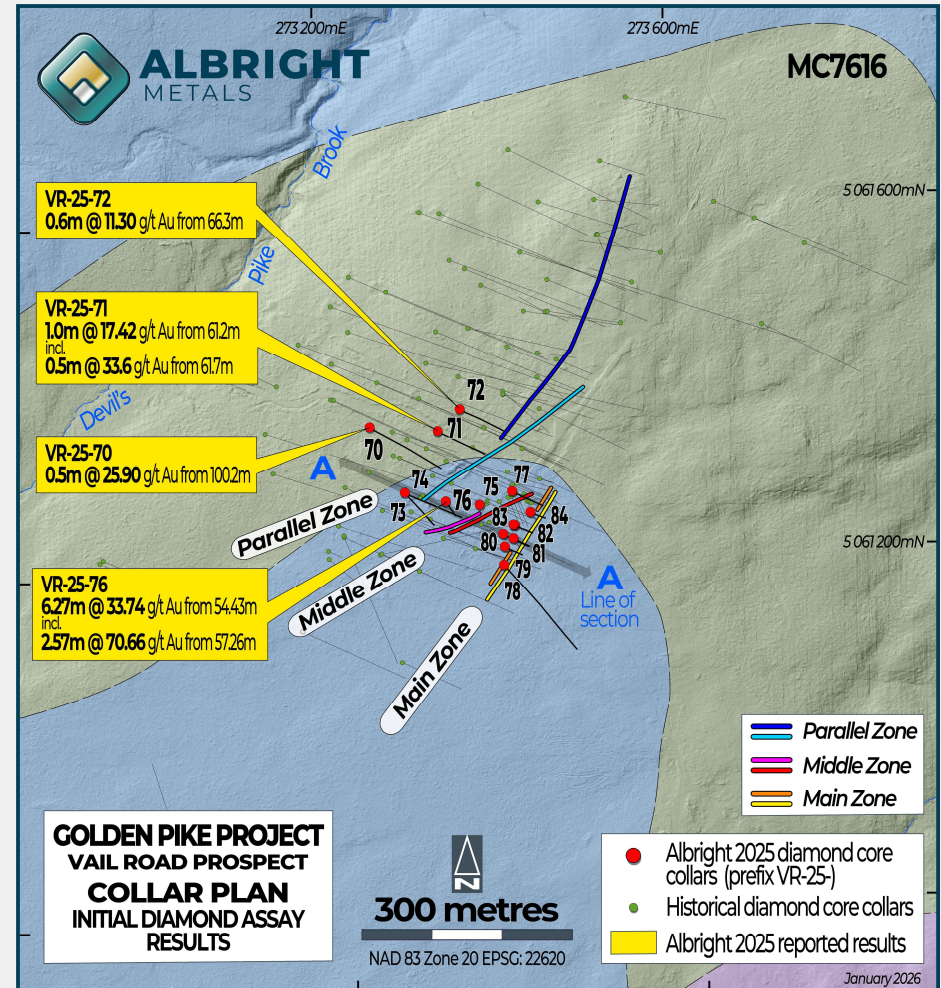 273 200mE
273 600mE
ALBRIGHT
METALS
MC7616
Brook
Pike
Devil's
5 061 600mN
VR-25-72
0.6m @ 11.30 g/t Au from 66.3m
VR-25-71
1.0m @ 17.42 g/t Au from 61.2m
incl.
0.5m @ 33.6 g/t Au from 61.7m
VR-25-70
0.5m @ 25.90 g/t Au from 100.2m
72
71
70
A
74
77
75
76
73
83
84
82
80
81
79
78
5 061 200mN
Parallel Zone
Middle Zone
Main Zone
A
Line of
section
VR-25-76
6.27m @ 33.74 g/t Au from 54.43m
incl.
2.57m @ 70.66 g/t Au from 57.26m
Parallel Zone
Middle Zone
Main Zone
GOLDEN PIKE PROJECT
VAIL ROAD PROSPECT
COLLAR PLAN
INITIAL DIAMOND ASSAY
RESULTS
N
300 metres
NAD 83 Zone 20 EPSG: 22620
Albright 2025 diamond core
collars (prefix VR-25-)
Historical diamond core collars
Albright 2025 reported results
January 2026